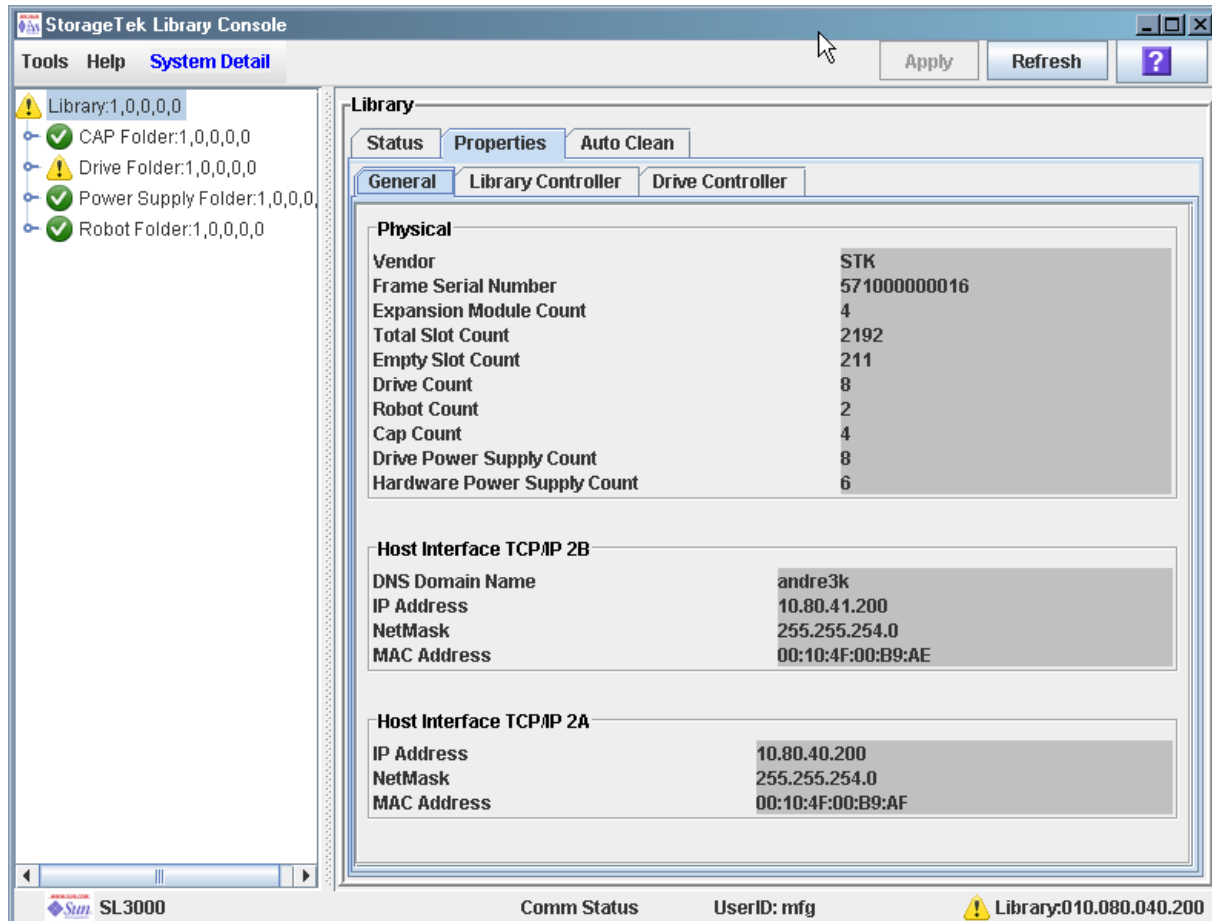 StorageTek Library Console
Tools Help System Detail Apply Refresh ?
Library:1,0,0,0,0
CAP Folder:1,0,0,0,0
Drive Folder:1,0,0,0,0
Power Supply Folder:1,0,0,0,
Robot Folder:1,0,0,0,0
Library
Status Properties Auto Clean
General Library Controller Drive Controller
Physical
Vendor STK
Frame Serial Number 571000000016
Expansion Module Count 4
Total Slot Count 2192
Empty Slot Count 211
Drive Count 8
Robot Count 2
Cap Count 4
Drive Power Supply Count 8
Hardware Power Supply Count 6
Host Interface TCP/IP 2B
DNS Domain Name andre3k
IP Address 10.80.41.200
NetMask 255.255.254.0
MAC Address 00:10:4F:00:B9:AE
Host Interface TCP/IP 2A
IP Address 10.80.40.200
NetMask 255.255.254.0
MAC Address 00:10:4F:00:B9:AF
Sun SL3000 Comm Status UserID: mfg Library:010.080.040.200